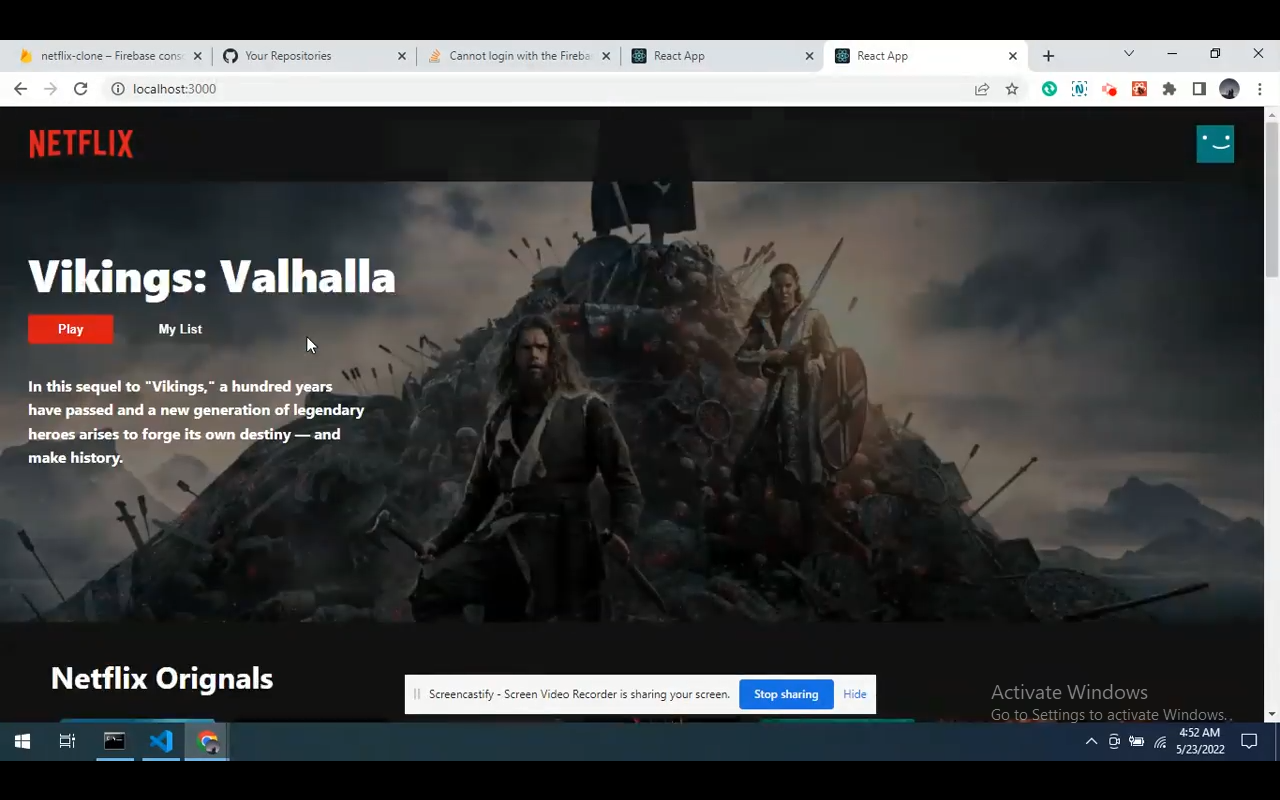 netflix-clone – Firebase cons
Your Repositories
Cannot login with the Fireba
React App
React App
localhost:3000
NETFLIX
Vikings: Valhalla
Play
My List
In this sequel to "Vikings," a hundred years
have passed and a new generation of legendary
heroes arises to forge its own destiny — and
make history.
Netflix Orignals
Screencastify - Screen Video Recorder is sharing your screen.
Stop sharing
Hide
Activate Windows
Go to Settings to activate Windows.
4:52 AM
5/23/2022